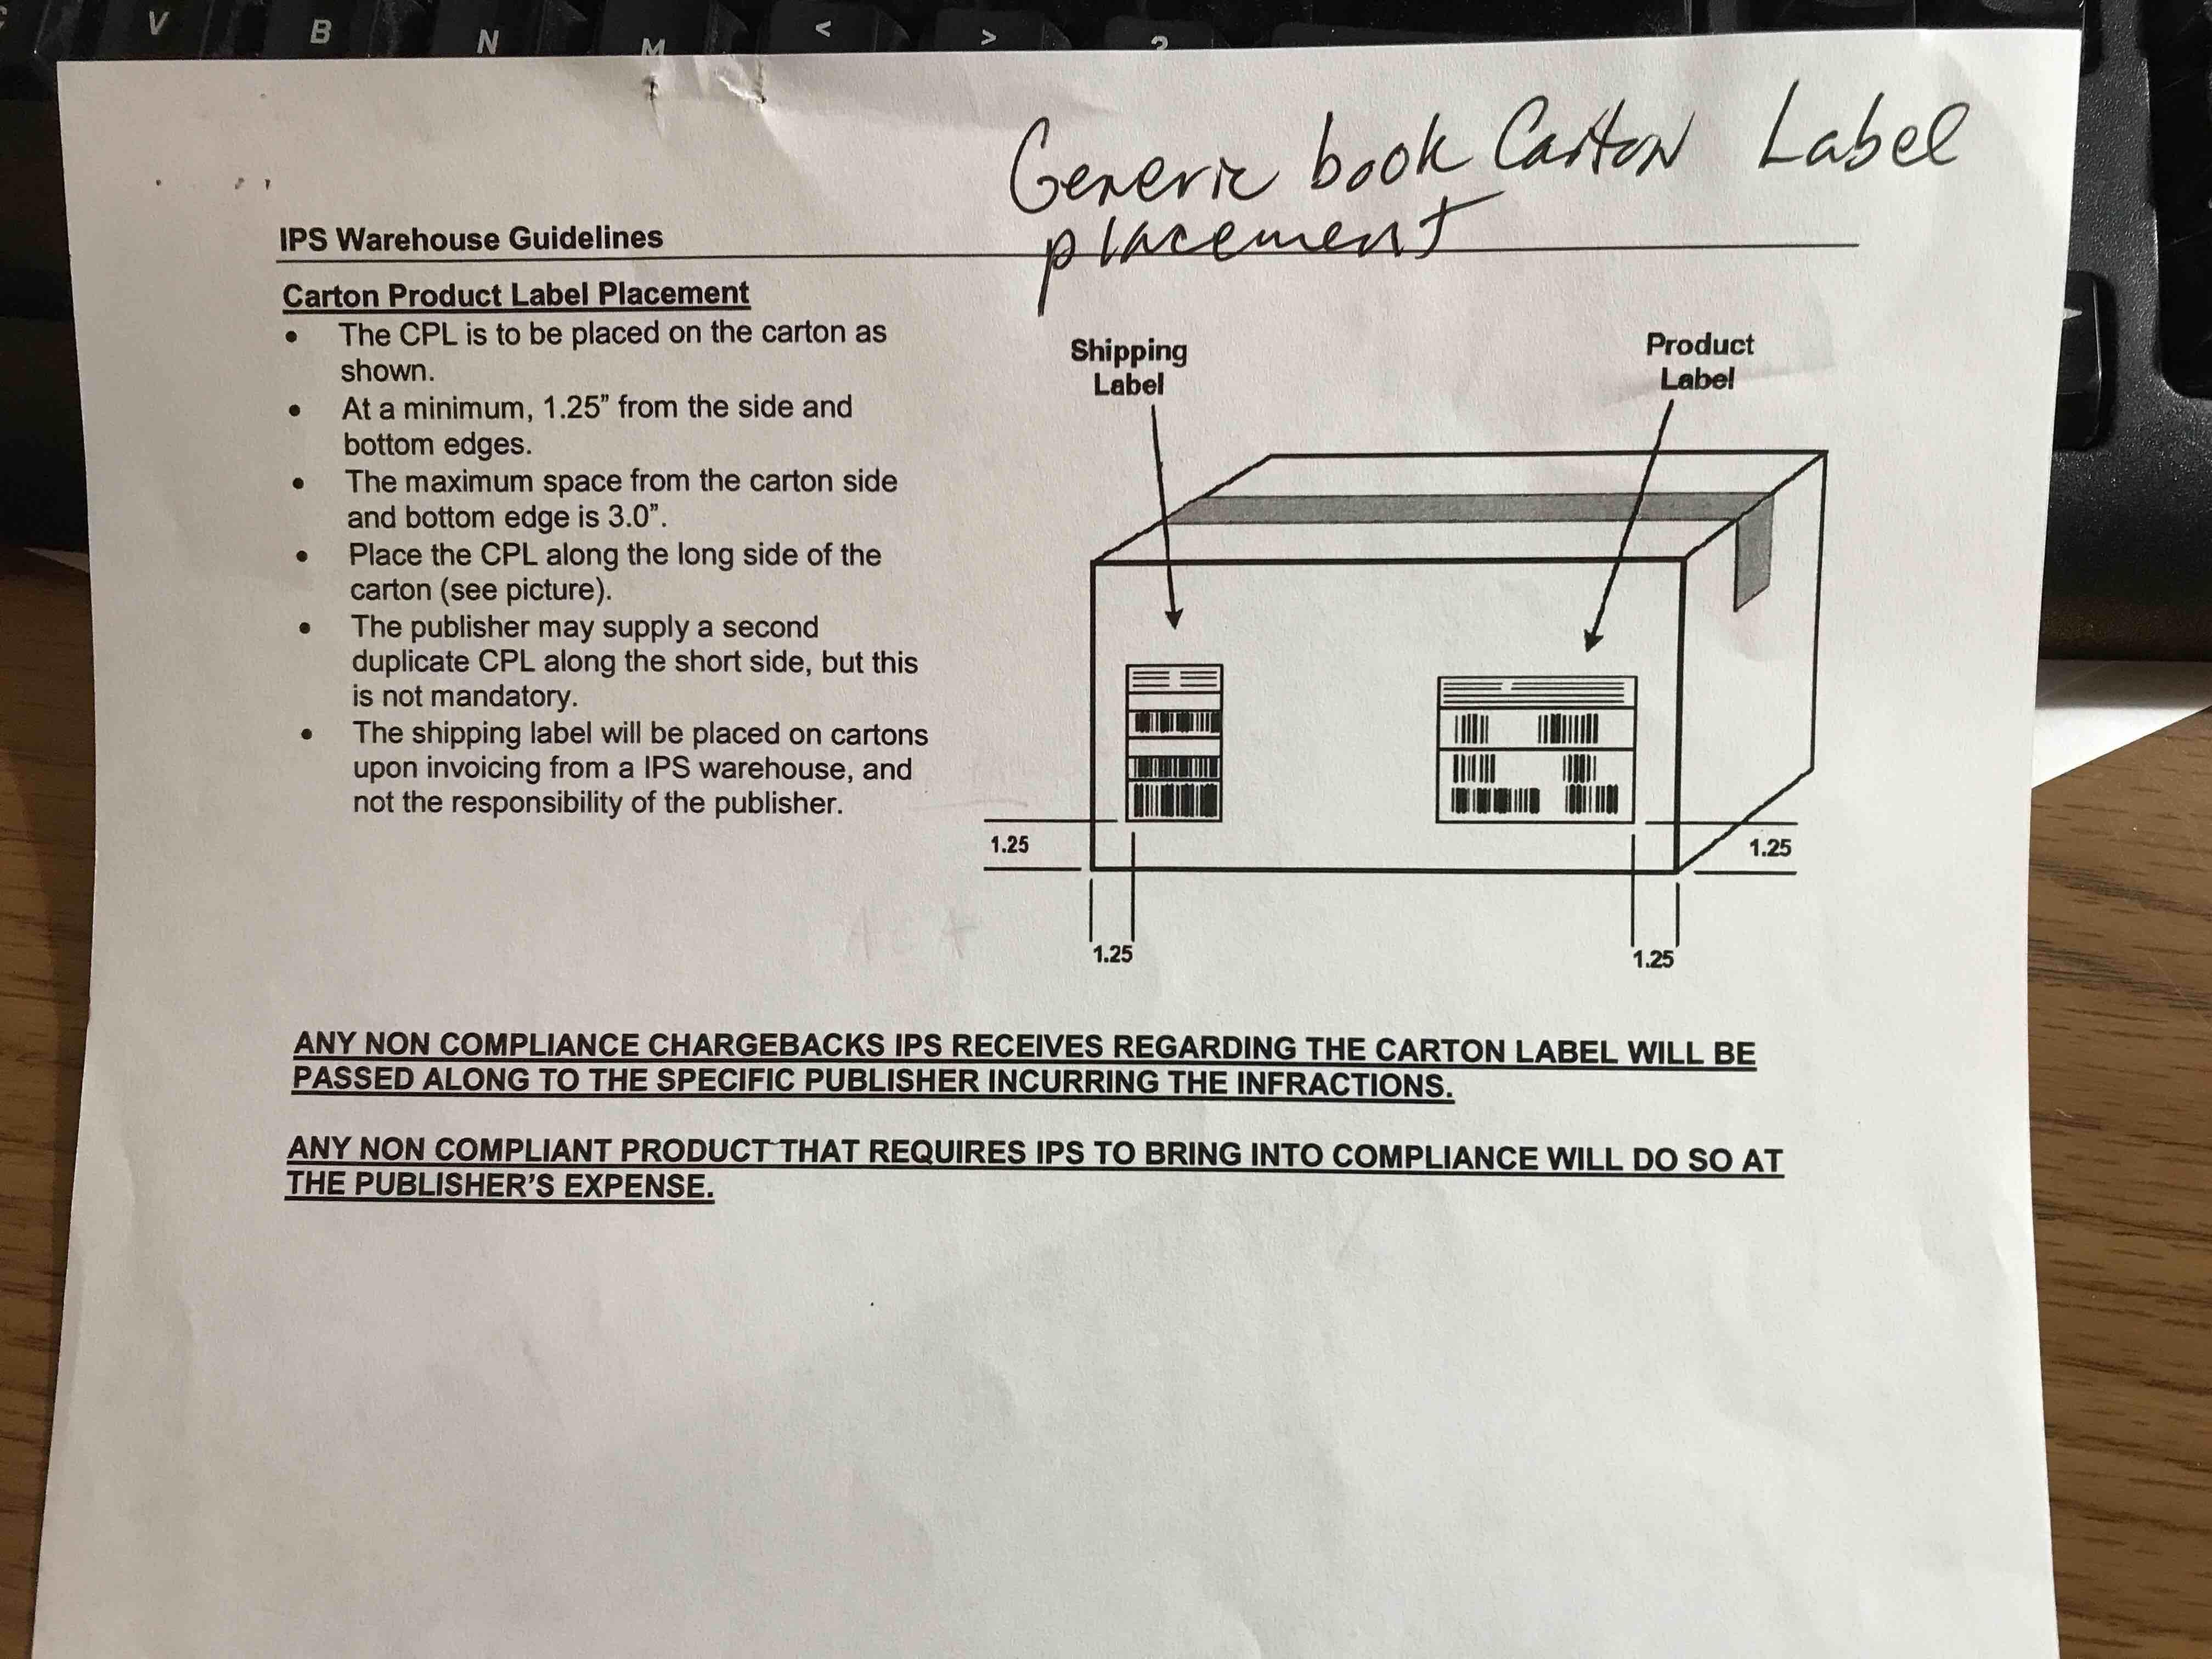 V B N M < > ?
Generic book Carton Label
placement
IPS Warehouse Guidelines
Carton Product Label Placement
• The CPL is to be placed on the carton as
shown.
• At a minimum, 1.25” from the side and
bottom edges.
• The maximum space from the carton side
and bottom edge is 3.0”.
• Place the CPL along the long side of the
carton (see picture).
• The publisher may supply a second
duplicate CPL along the short side, but this
is not mandatory.
• The shipping label will be placed on cartons
upon invoicing from a IPS warehouse, and
not the responsibility of the publisher.
Shipping
Label
Product
Label
1.25
1.25
1.25
1.25
ANY NON COMPLIANCE CHARGEBACKS IPS RECEIVES REGARDING THE CARTON LABEL WILL BE
PASSED ALONG TO THE SPECIFIC PUBLISHER INCURRING THE INFRACTIONS.
ANY NON COMPLIANT PRODUCT THAT REQUIRES IPS TO BRING INTO COMPLIANCE WILL DO SO AT
THE PUBLISHER’S EXPENSE.